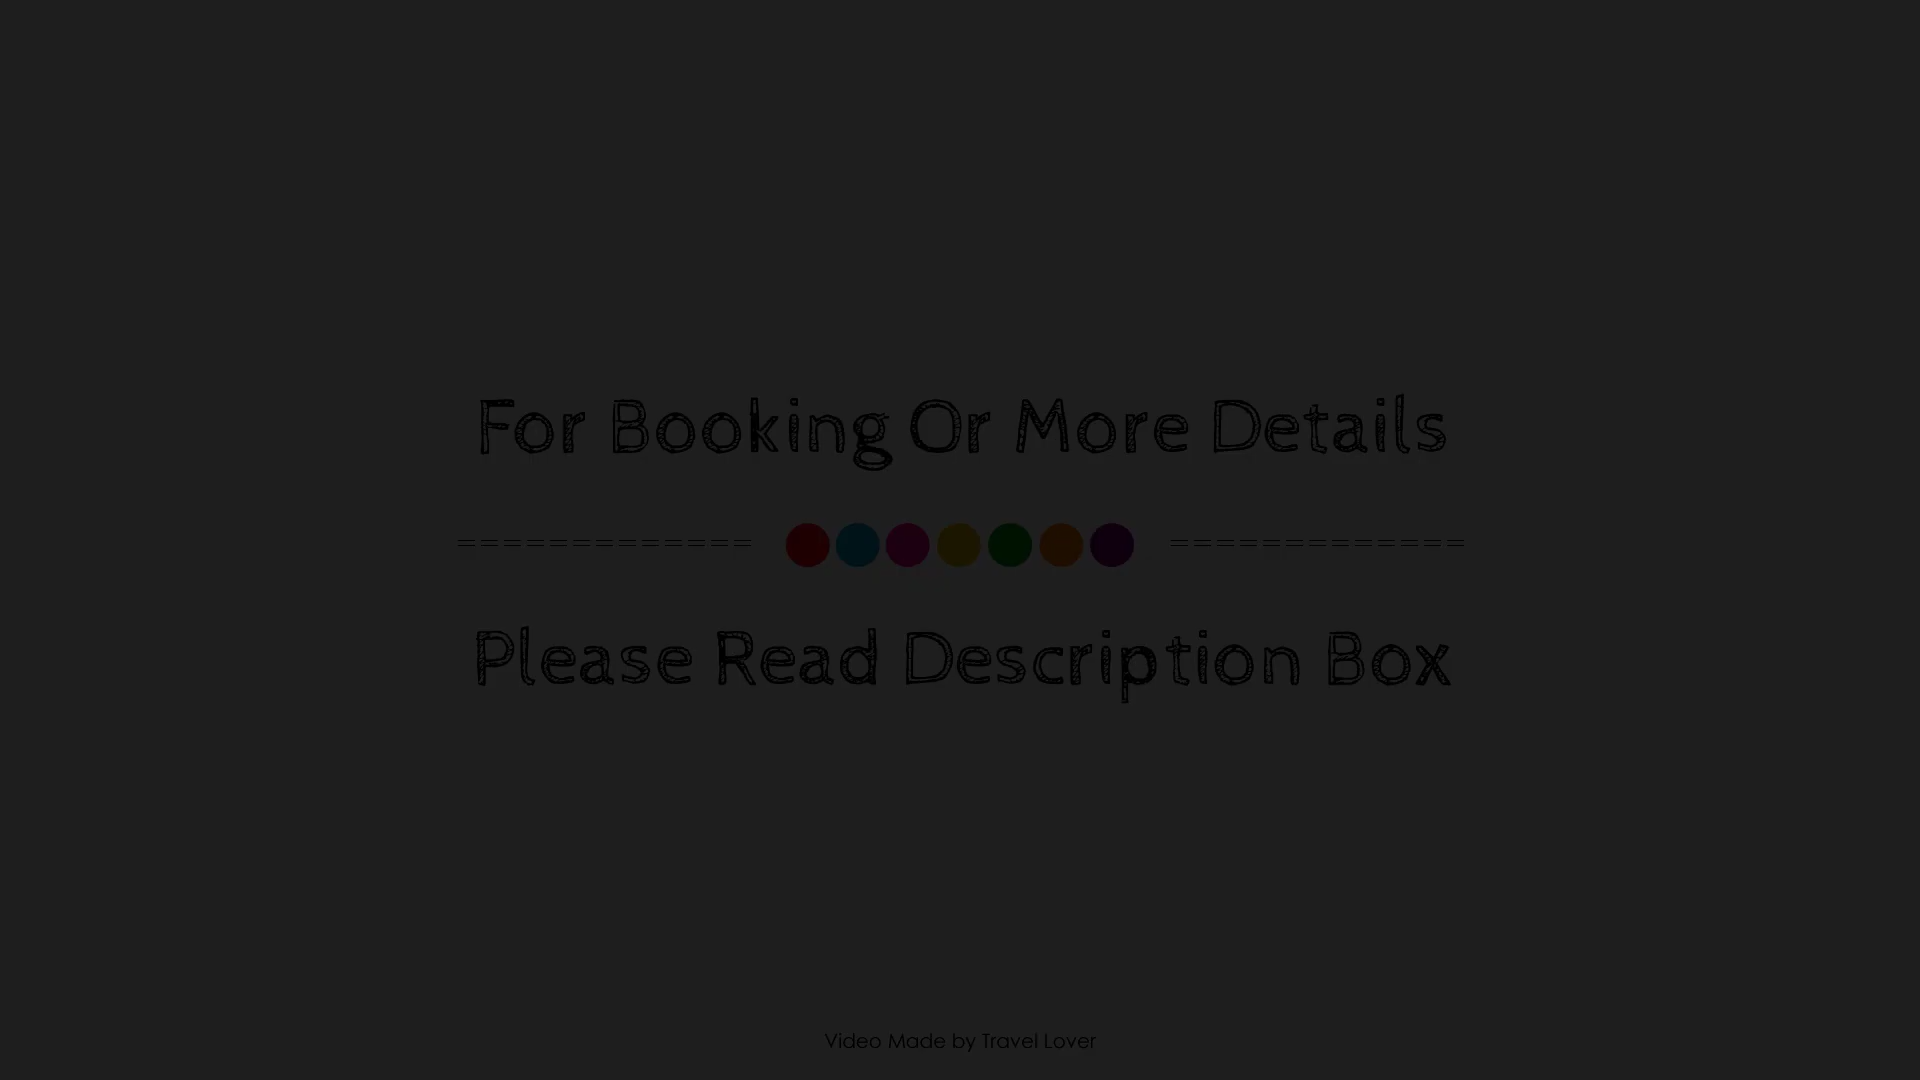 For Booking Or More Details
============= =============
Please Read Description Box
Video Made by Travel Lover